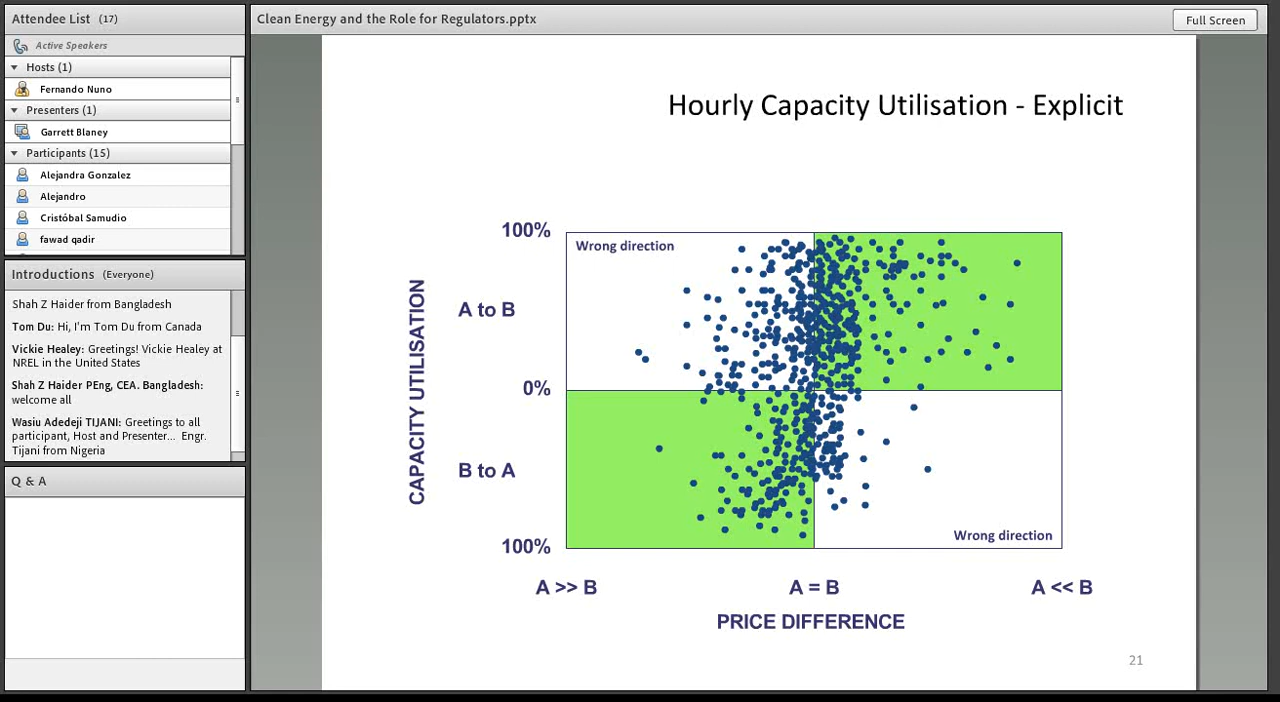 Attendee List (17)
Active Speakers
Hosts (1)
Fernando Nuno
Presenters (1)
Garrett Blaney
Participants (15)
Alejandra Gonzalez
Alejandro
Cristóbal Samudio
fawad qadir
Introductions (Everyone)
Shah Z Haider from Bangladesh
Tom Du: Hi, I'm Tom Du from Canada
Vickie Healey: Greetings! Vickie Healey at
NREL in the United States
Shah Z Haider PEng, CEA. Bangladesh:
welcome all
Wasiu Adedeji TIJANI: Greetings to all
participant, Host and Presenter... Engr.
Tijani from Nigeria
Q & A
Clean Energy and the Role for Regulators.pptx
Full Screen
Hourly Capacity Utilisation - Explicit
100%
Wrong direction
A to B
CAPACITY UTILISATION
0%
B to A
Wrong direction
100%
A >> B
A = B
A << B
PRICE DIFFERENCE
21